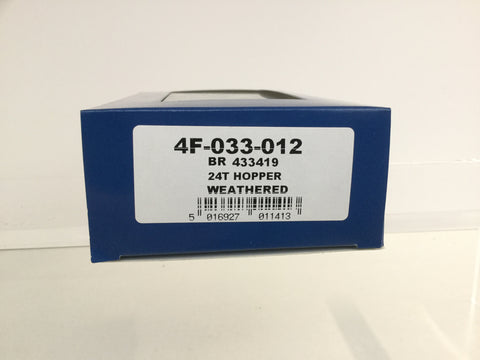 4F-033-012
BR 433419
24T HOPPER
WEATHERED
5 016927 011413